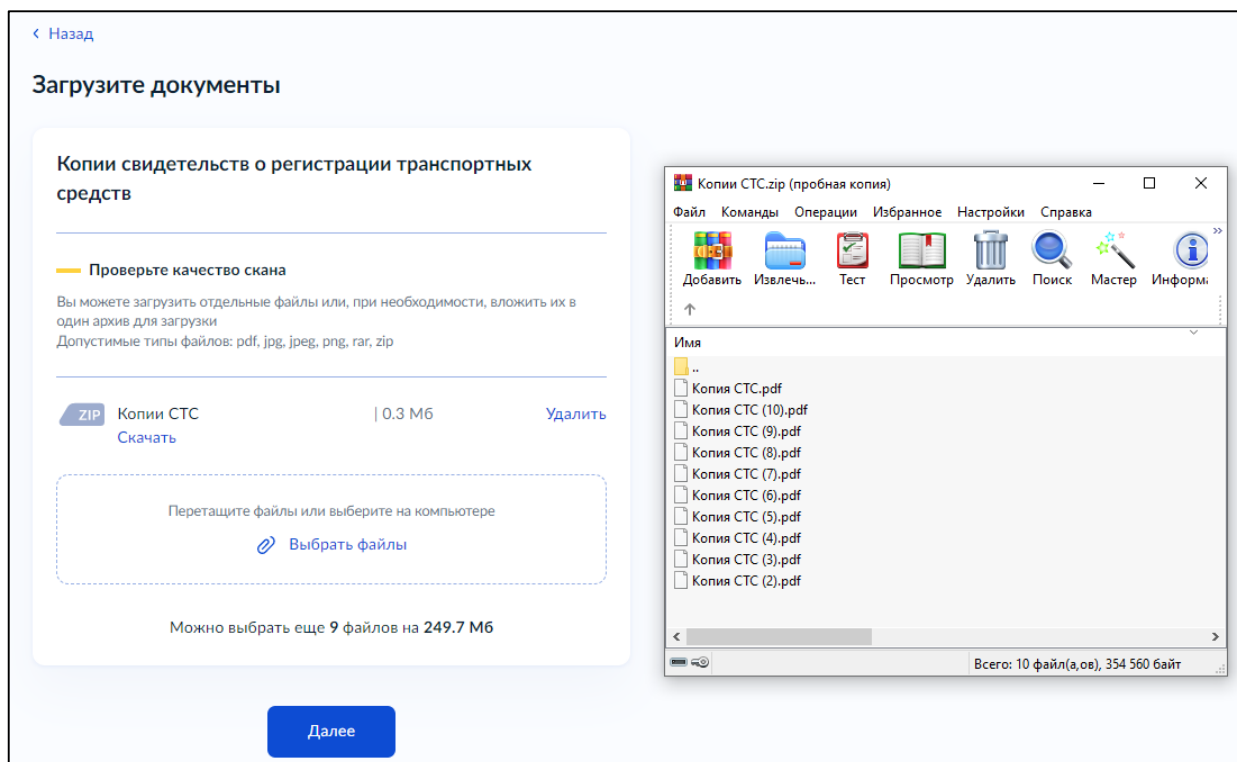 Назад
Загрузите документы
Копии свидетельств о регистрации транспортных
средств
Проверьте качество скана
Вы можете загрузить отдельные файлы или, при необходимости, вложить их в
один архив для загрузки
Допустимые типы файлов: pdf, jpg, jpeg, png, rar, zip
ZIP Копии СТС | 0.3 Мб Удалить
Скачать
Перетащите файлы или выберите на компьютере
Выбрать файлы
Можно выбрать еще 9 файлов на 249.7 Мб
Далее
Копии СТС.zip (пробная копия)
Файл Команды Операции Избранное Настройки Справка
Добавить Извлечь... Тест Просмотр Удалить Поиск Мастер Информа
Имя
..
Копия СТС.pdf
Копия СТС (10).pdf
Копия СТС (9).pdf
Копия СТС (8).pdf
Копия СТС (7).pdf
Копия СТС (6).pdf
Копия СТС (5).pdf
Копия СТС (4).pdf
Копия СТС (3).pdf
Копия СТС (2).pdf
Всего: 10 файл(а,ов), 354 560 байт